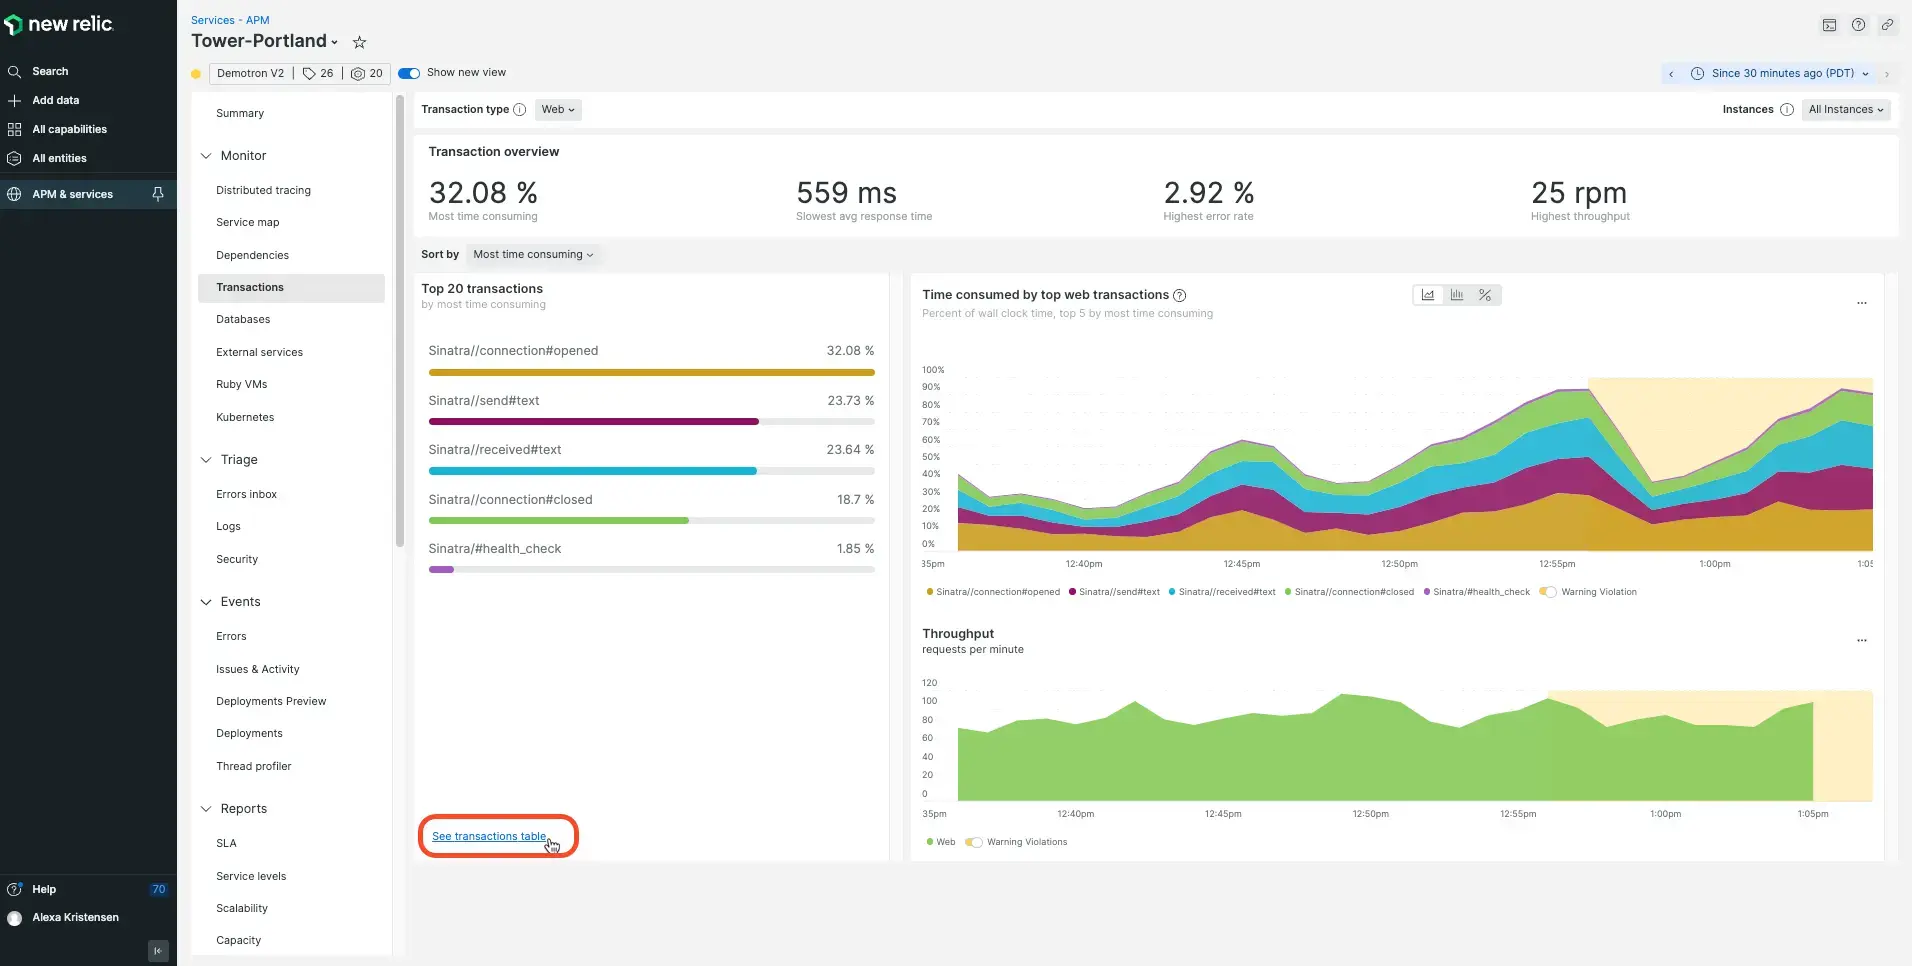 new relic.
Search
Add data
All capabilities
All entities
APM & services
Help 70
Alexa Kristensen
Services - APM
Tower-Portland
Demotron V2 | 26 | 20
Show new view
Since 30 minutes ago (PDT)
Summary
Monitor
Distributed tracing
Service map
Dependencies
Transactions
Databases
External services
Ruby VMs
Kubernetes
Triage
Errors inbox
Logs
Security
Events
Errors
Issues & Activity
Deployments Preview
Deployments
Thread profiler
Reports
SLA
Service levels
Scalability
Capacity
Transaction type Web
Instances All Instances
Transaction overview
32.08 %
Most time consuming
559 ms
Slowest avg response time
2.92 %
Highest error rate
25 rpm
Highest throughput
Sort by Most time consuming
Top 20 transactions
by most time consuming
Sinatra//connection#opened 32.08 %
Sinatra//send#text 23.73 %
Sinatra//received#text 23.64 %
Sinatra//connection#closed 18.7 %
Sinatra/#health_check 1.85 %
See transactions table
Time consumed by top web transactions
Percent of wall clock time, top 5 by most time consuming
100%
90%
80%
70%
60%
50%
40%
30%
20%
10%
0%
35pm 12:40pm 12:45pm 12:50pm 12:55pm 1:00pm 1:05
Sinatra//connection#opened Sinatra//send#text Sinatra//received#text Sinatra//connection#closed Sinatra/#health_check Warning Violation
Throughput
requests per minute
120
100
80
60
40
20
0
35pm 12:40pm 12:45pm 12:50pm 12:55pm 1:00pm 1:05pm
Web Warning Violations